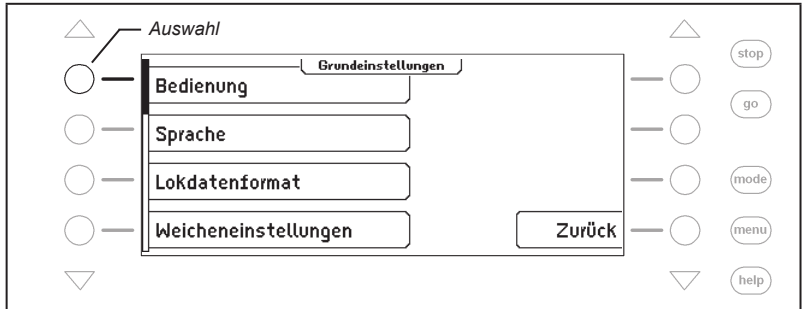 Auswahl
Grundeinstellungen
stop
Bedienung
go
Sprache
Lokdatenformat
mode
Weicheneinstellungen
Zurück
menu
help